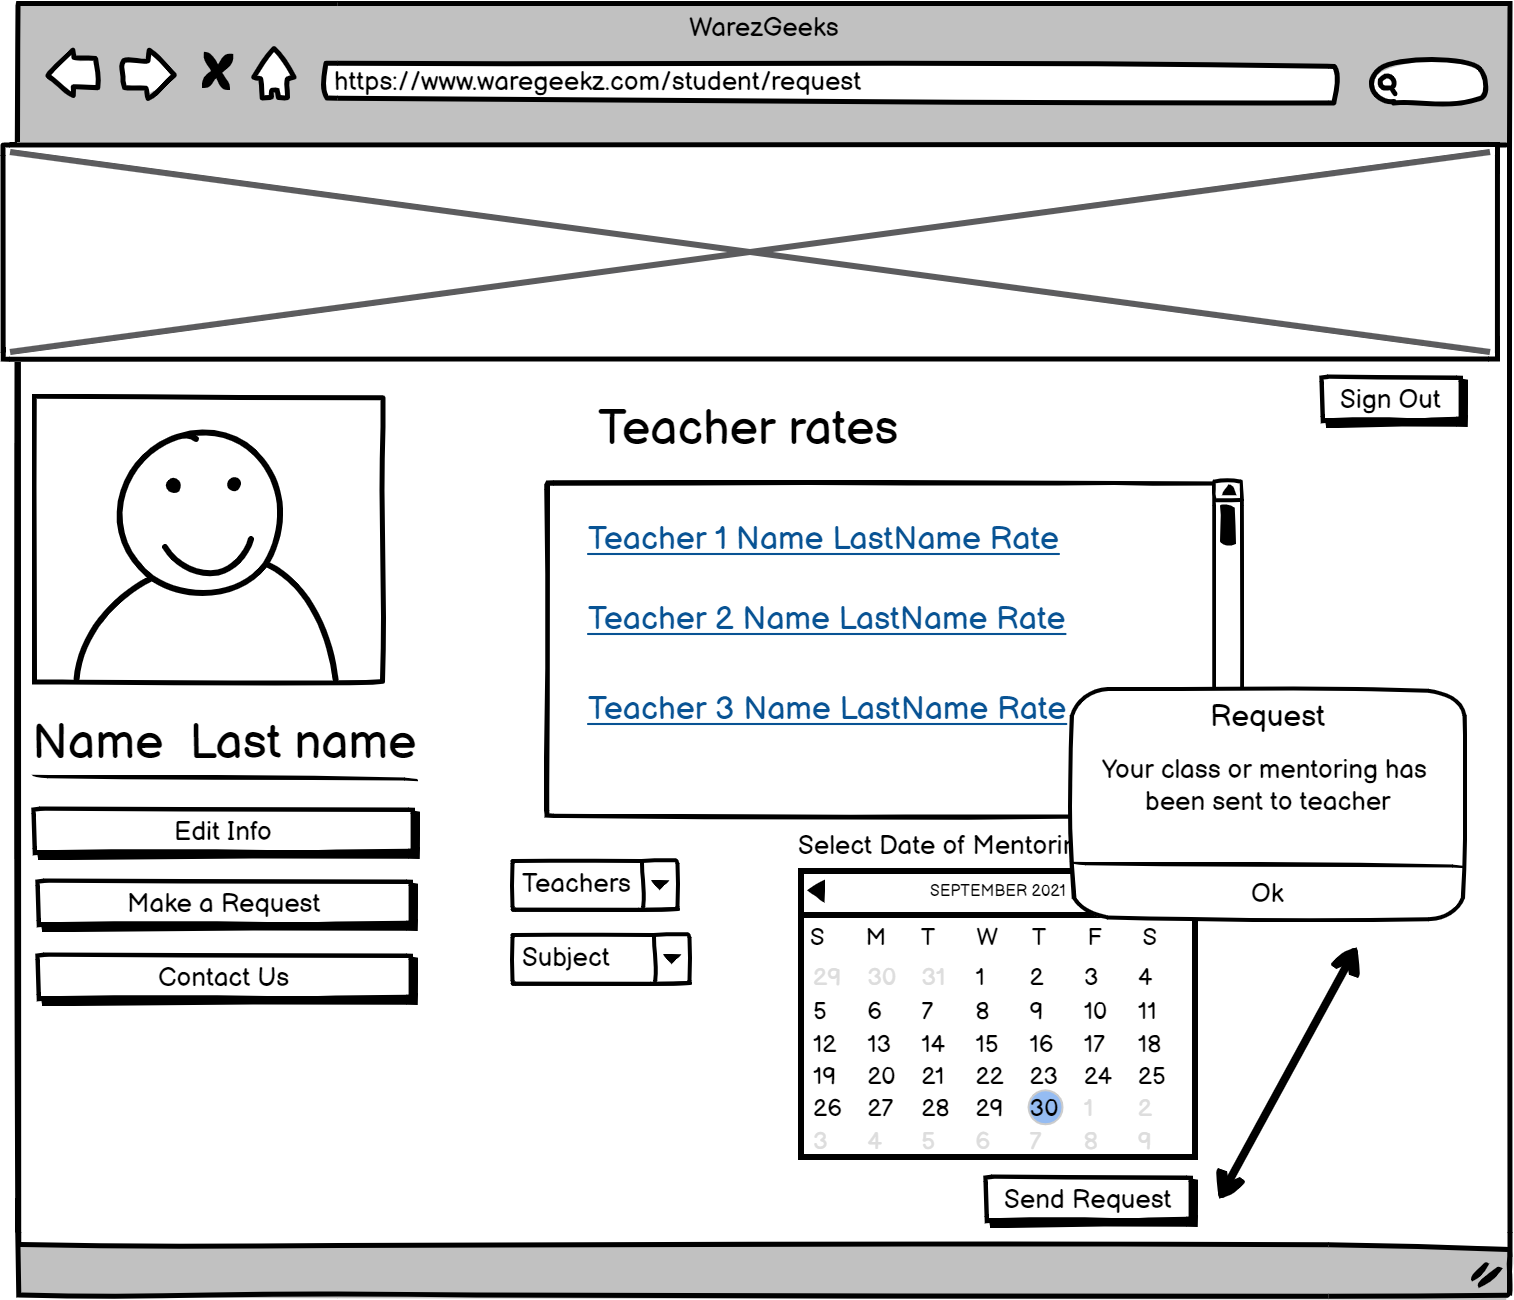 WarezGeeks
https://www.waregeekz.com/student/request
Sign Out
Teacher rates
Teacher 1 Name LastName Rate
Teacher 2 Name LastName Rate
Teacher 3 Name LastName Rate
Name Last name
Edit Info
Make a Request
Contact Us
Request
Your class or mentoring has
been sent to teacher
Ok
Teachers
Subject
Select Date of Mentorin
SEPTEMBER 2021
S M T W T F S
29 30 31 1 2 3 4
5 6 7 8 9 10 11
12 13 14 15 16 17 18
19 20 21 22 23 24 25
26 27 28 29 30 1 2
3 4 5 6 7 8 9
Send Request